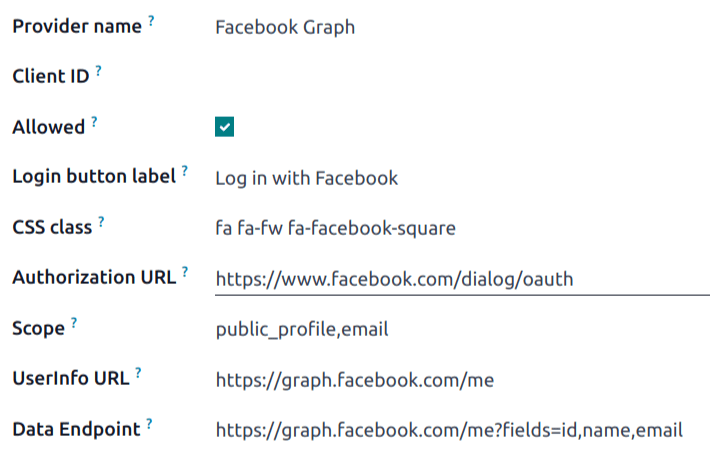 Provider name ? Facebook Graph
Client ID ?
Allowed ?
Login button label ? Log in with Facebook
CSS class ? fa fa-fw fa-facebook-square
Authorization URL ? https://www.facebook.com/dialog/oauth
Scope ? public_profile,email
UserInfo URL ? https://graph.facebook.com/me
Data Endpoint ? https://graph.facebook.com/me?fields=id,name,email